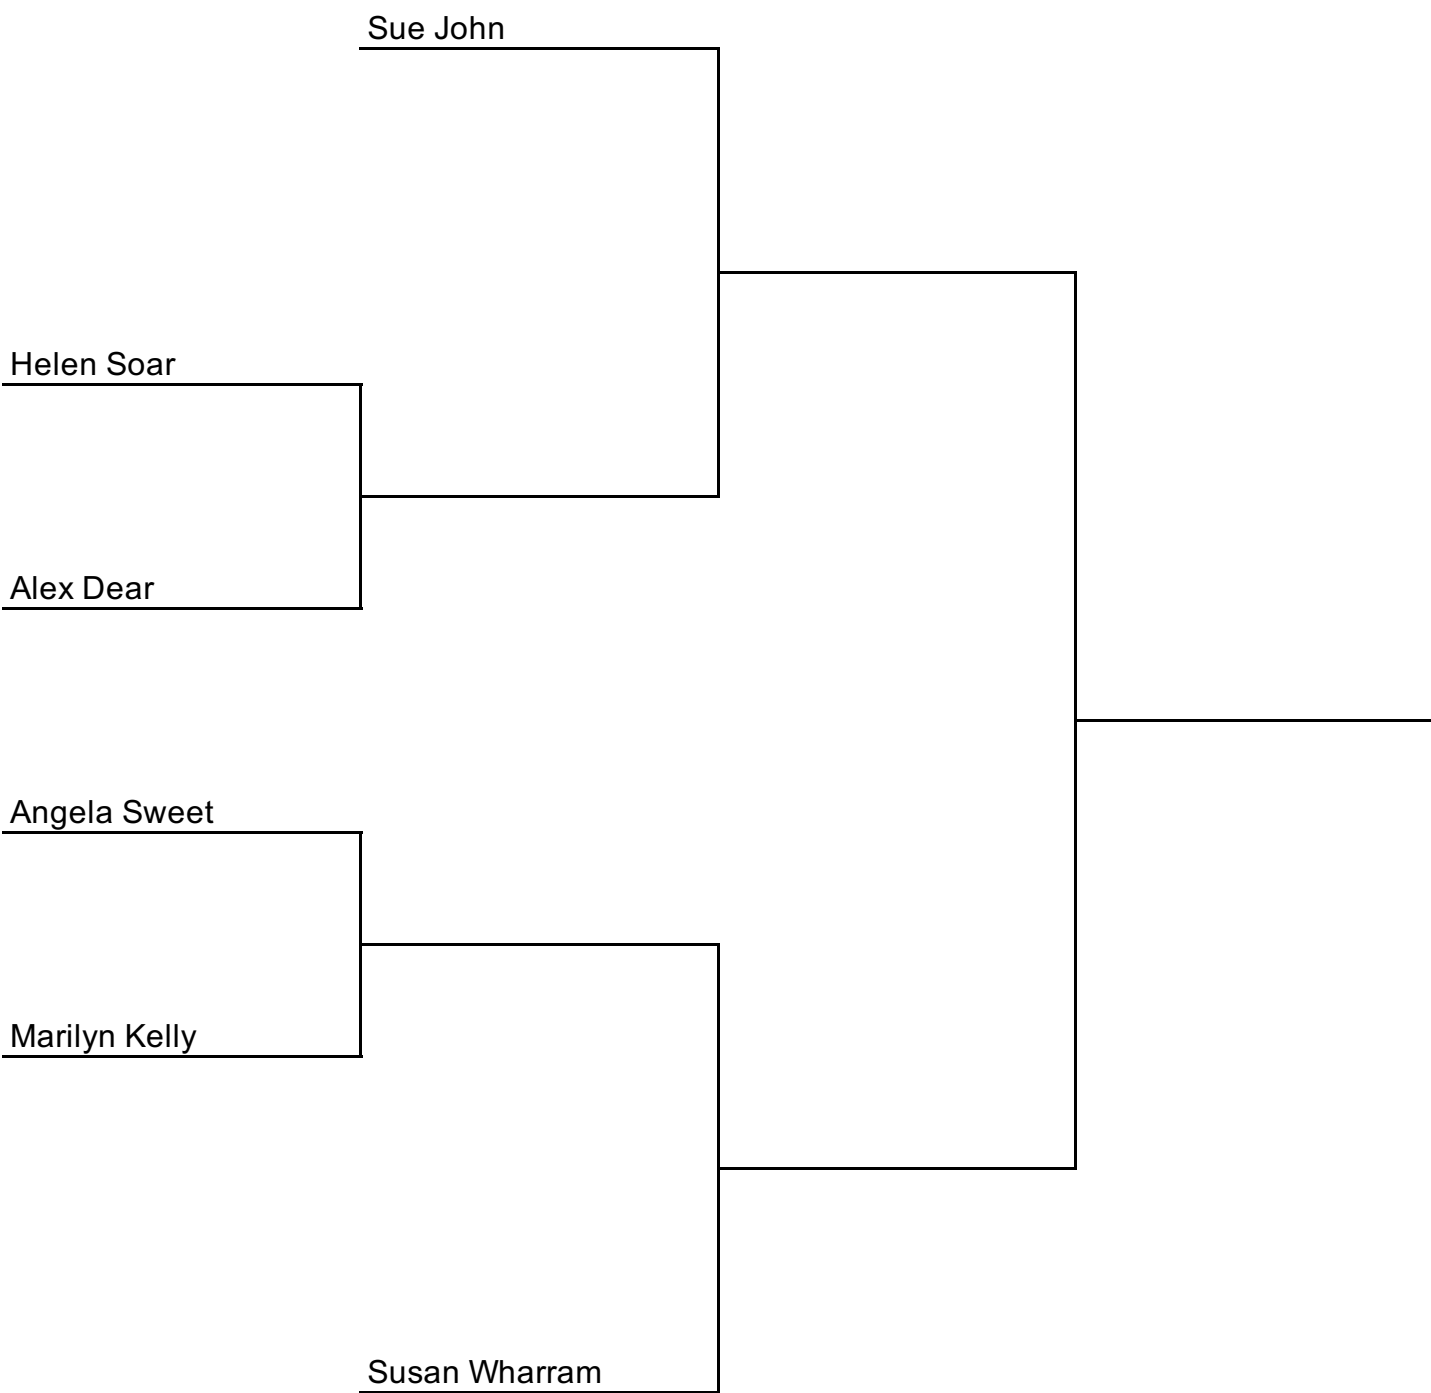 Sue John
Helen Soar
Alex Dear
Angela Sweet
Marilyn Kelly
Susan Wharram